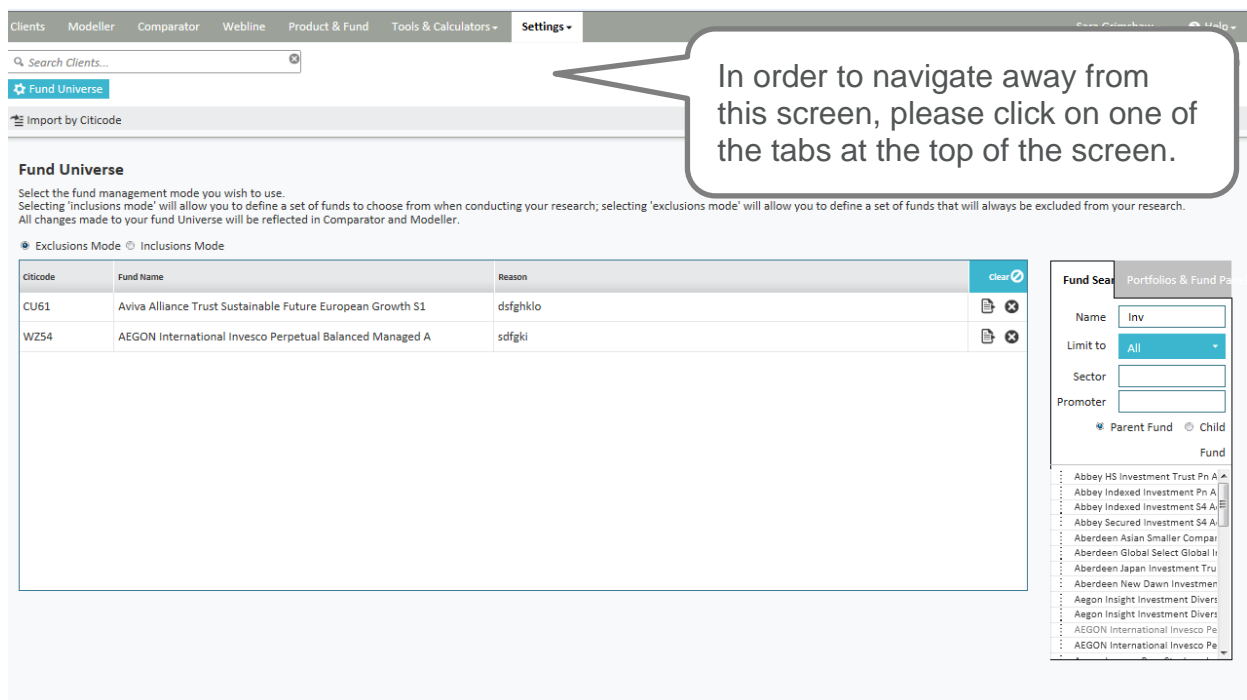 Clients Modeller Comparator Webline Product & Fund Tools & Calculators Settings Help
Search Clients...
Fund Universe
Import by Citicode
In order to navigate away from
this screen, please click on one of
the tabs at the top of the screen.
Fund Universe
Select the fund management mode you wish to use.
Selecting 'inclusions mode' will allow you to define a set of funds to choose from when conducting your research; selecting 'exclusions mode' will allow you to define a set of funds that will always be excluded from your research.
All changes made to your fund Universe will be reflected in Comparator and Modeller.
Exclusions Mode Inclusions Mode
Citicode Fund Name Reason Clear
CU61 Aviva Alliance Trust Sustainable Future European Growth S1 dsfghklo
WZ54 AEGON International Invesco Perpetual Balanced Managed A sdfgki
Fund Sear Portfolios & Fund Pa
Name Inv
Limit to All
Sector
Promoter
Parent Fund Child
Fund
Abbey HS Investment Trust Pn A
Abbey Indexed Investment Pn A
Abbey Indexed Investment S4 A
Abbey Secured Investment S4 A
Aberdeen Asian Smaller Compar
Aberdeen Global Select Global I
Aberdeen Japan Investment Tru
Aberdeen New Dawn Investmen
Aegon Insight Investment Divers
Aegon Insight Investment Divers
AEGON International Invesco Pe
AEGON International Invesco Pe